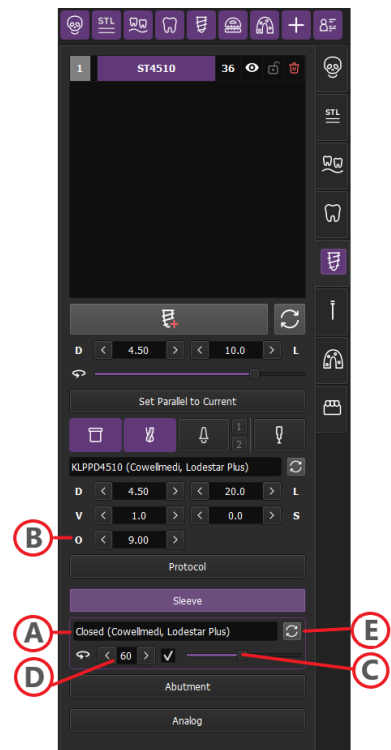 STL
1 ST4510 36
STL
D < 4.50 > < 10.0 > L
Set Parallel to Current
1
2
KLPPD4510 (Cowellmedi, Lodestar Plus)
D < 4.50 > < 20.0 > L
V < 1.0 > < 0.0 > S
B O < 9.00 >
Protocol
Sleeve
A Closed (Cowellmedi, Lodestar Plus) E
D < 60 > C
Abutment
Analog